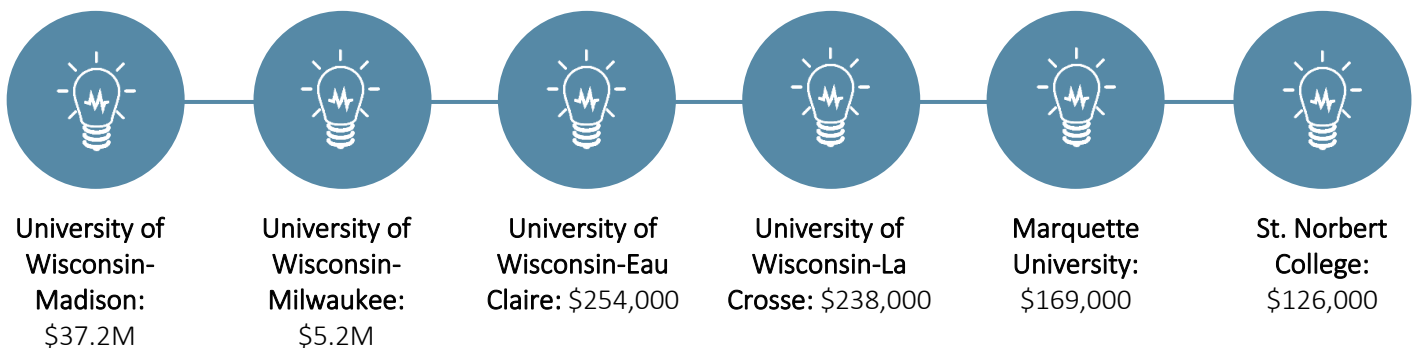 University of
Wisconsin-
Madison:
$37.2M
University of
Wisconsin-
Milwaukee:
$5.2M
University of
Wisconsin-Eau
Claire: $254,000
University of
Wisconsin-La
Crosse: $238,000
Marquette
University:
$169,000
St. Norbert
College:
$126,000